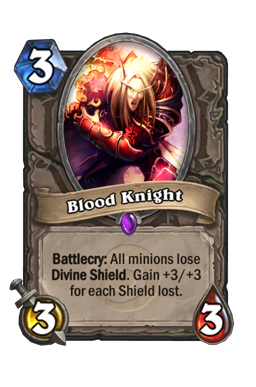 3
Blood Knight
Battlecry: All minions lose
Divine Shield. Gain +3/+3
for each Shield lost.
3
3